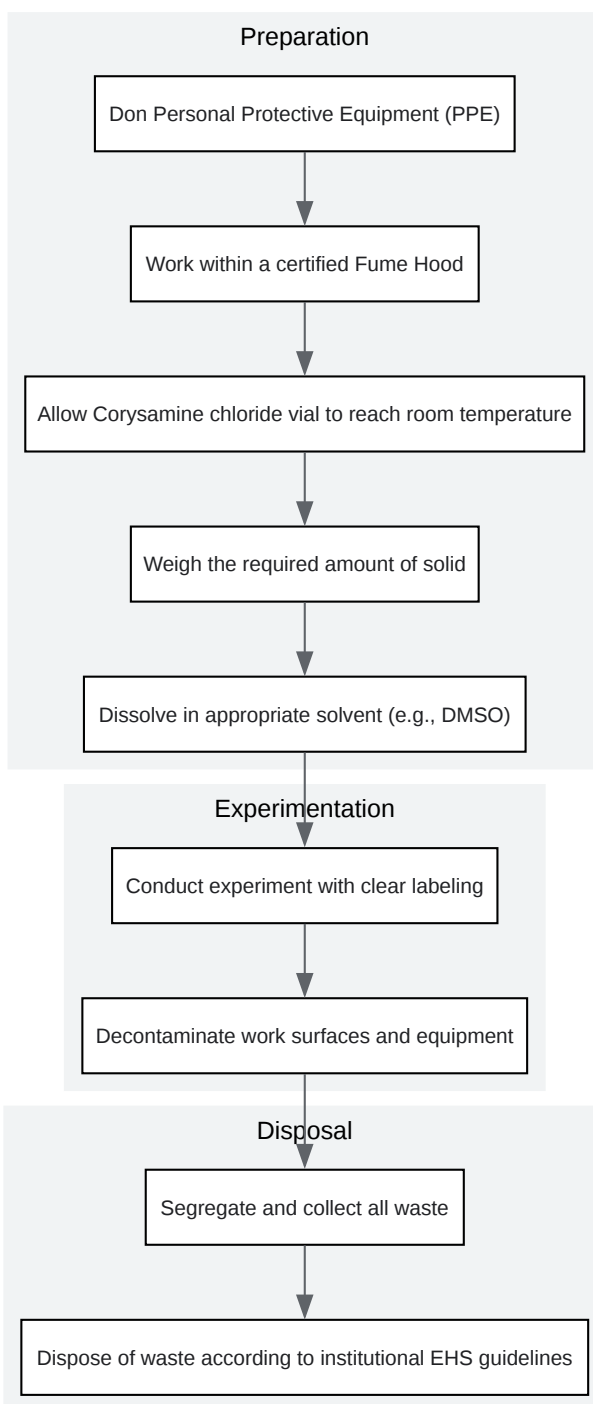 Preparation
Don Personal Protective Equipment (PPE)
Work within a certified Fume Hood
Allow Corysamine chloride vial to reach room temperature
Weigh the required amount of solid
Dissolve in appropriate solvent (e.g., DMSO)
Experimentation
Conduct experiment with clear labeling
Decontaminate work surfaces and equipment
Disposal
Segregate and collect all waste
Dispose of waste according to institutional EHS guidelines